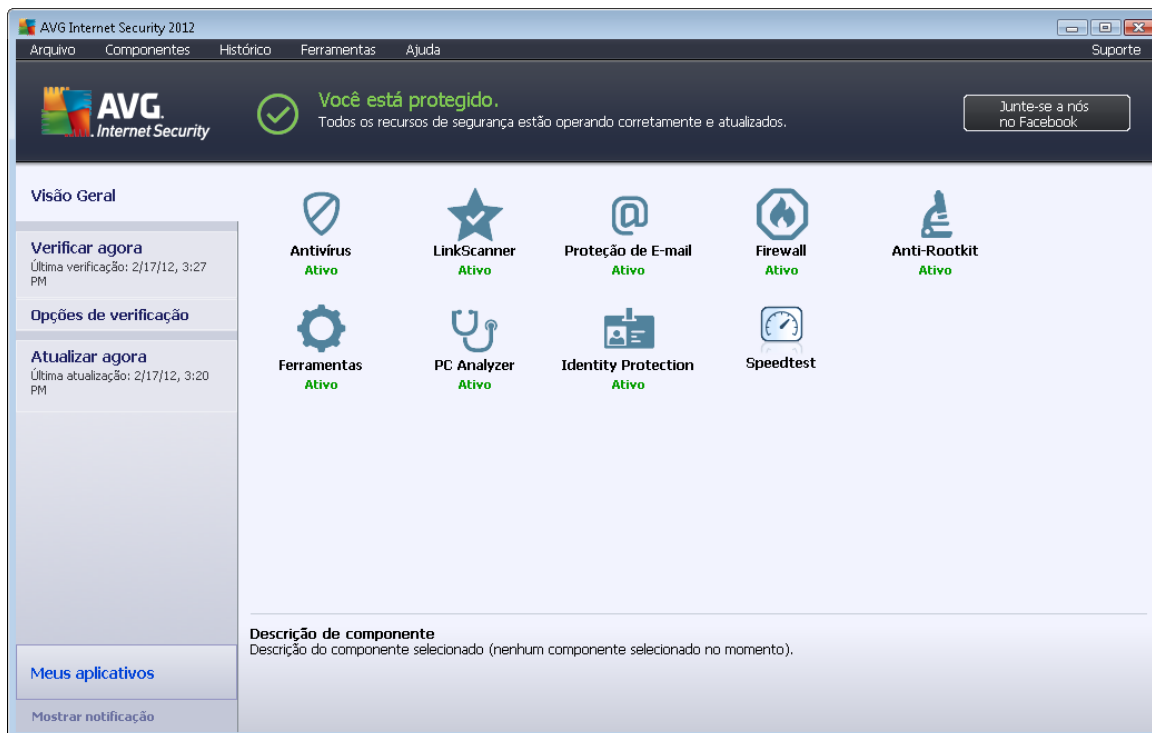 AVG Internet Security 2012
Arquivo Componentes Histórico Ferramentas Ajuda Suporte
AVG.
Internet Security
Você está protegido.
Todos os recursos de segurança estão operando corretamente e atualizados.
Junte-se a nós
no Facebook
Visão Geral
Verificar agora
Última verificação: 2/17/12, 3:27
PM
Opções de verificação
Atualizar agora
Última atualização: 2/17/12, 3:20
PM
Antivírus LinkScanner Proteção de E-mail Firewall Anti-Rootkit
Ativo Ativo Ativo Ativo Ativo
Ferramentas PC Analyzer Identity Protection Speedtest
Ativo Ativo Ativo
Descrição de componente
Descrição do componente selecionado (nenhum componente selecionado no momento).
Meus aplicativos
Mostrar notificação